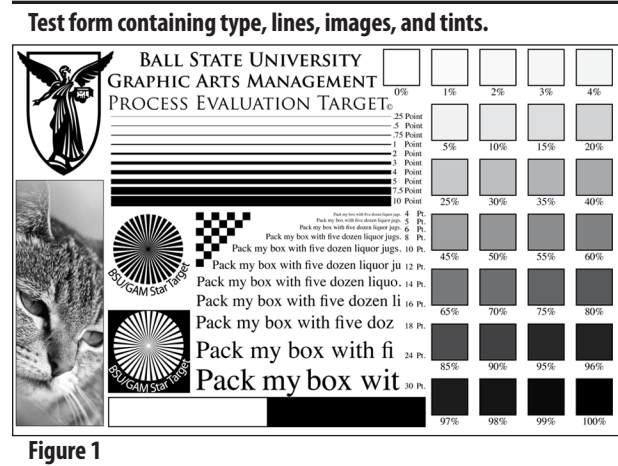 Test form containing type, lines, images, and tints.
BALL STATE UNIVERSITY
GRAPHIC ARTS MANAGEMENT
PROCESS EVALUATION TARGET©
.25 Point
.5 Point
.75 Point
1 Point
2 Point
3 Point
4 Point
5 Point
7.5 Point
10 Point
0% 1% 2% 3% 4%
5% 10% 15% 20%
25% 30% 35% 40%
45% 50% 55% 60%
65% 70% 75% 80%
85% 90% 95% 96%
97% 98% 99% 100%
Pack my box with five dozen liquor jugs. 4 Pt.
Pack my box with five dozen liquor jugs. 5 Pt.
Pack my box with five dozen liquor jugs. 6 Pt.
Pack my box with five dozen liquor jugs. 8 Pt.
Pack my box with five dozen liquor jugs. 10 Pt.
Pack my box with five dozen liquor ju 12 Pt.
Pack my box with five dozen liquo. 14 Pt.
Pack my box with five dozen li 16 Pt.
Pack my box with five doz 18 Pt.
Pack my box with fi 24 Pt.
Pack my box wit 30 Pt.
BSU/GAM Star Target
BSU/GAM Star Target
Figure 1